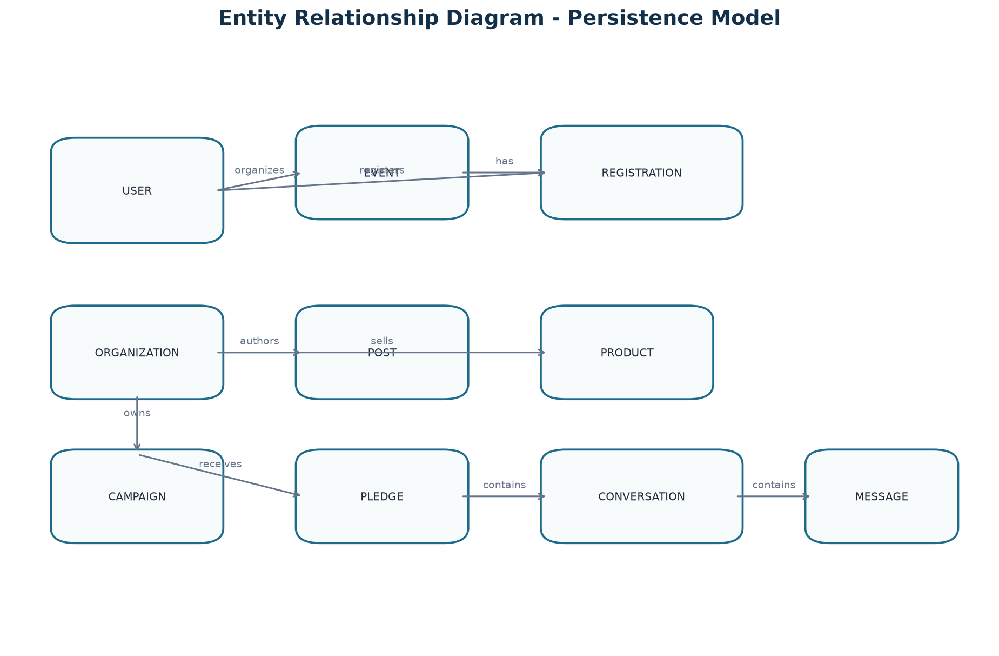 Entity Relationship Diagram - Persistence Model
organizes
registers
has
USER
EVENT
REGISTRATION
authors
sells
ORGANIZATION
POST
PRODUCT
owns
receives
contains
contains
CAMPAIGN
PLEDGE
CONVERSATION
MESSAGE